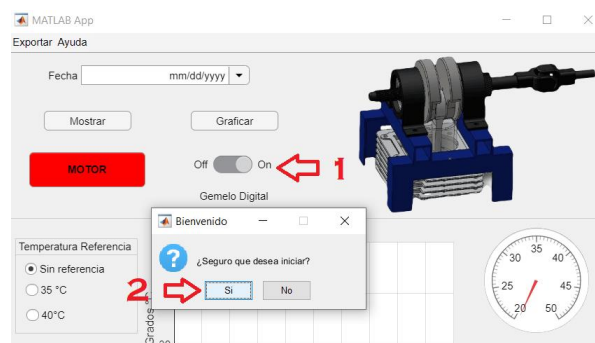 MATLAB App
Exportar Ayuda
Fecha mm/dd/yyyy
Mostrar Graficar
MOTOR Off On 1
Gemelo Digital
Bienvenido
¿Seguro que desea iniciar?
2 Si No
Temperatura Referencia
Sin referencia
35 °C
40°C
20 25 30 35 40 45 50